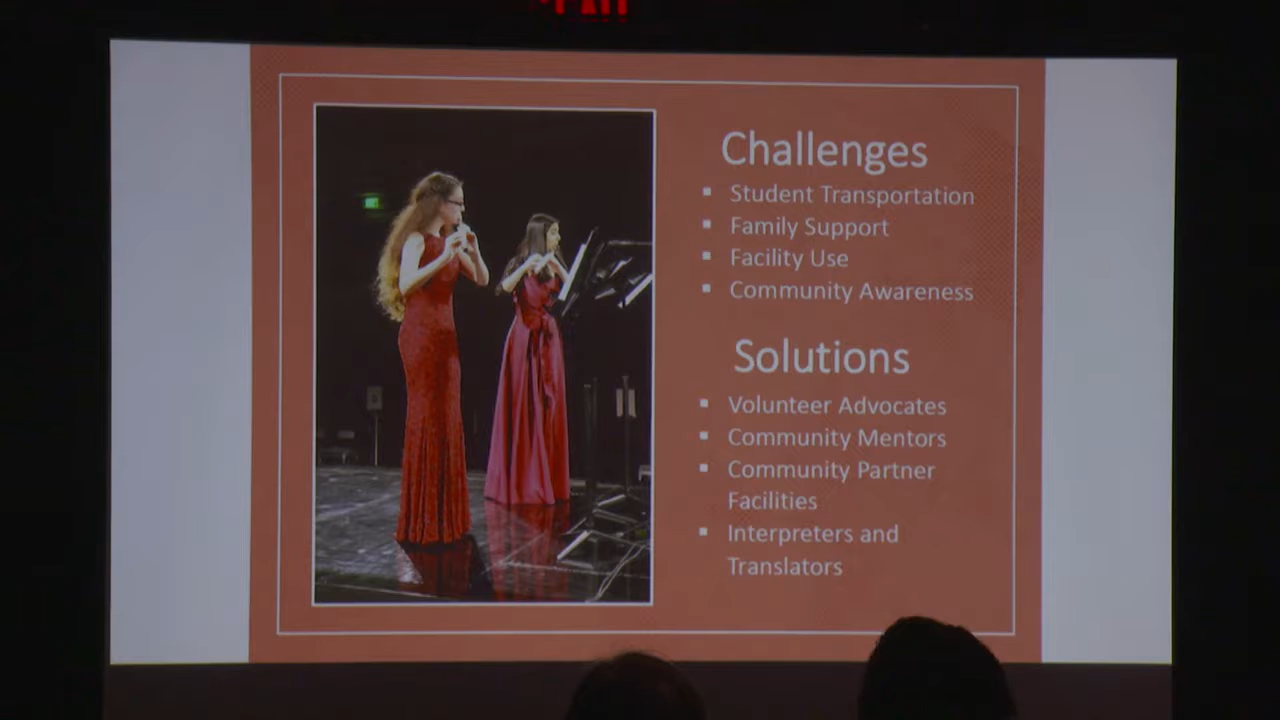 EXIT
Challenges
▪ Student Transportation
▪ Family Support
▪ Facility Use
▪ Community Awareness
Solutions
▪ Volunteer Advocates
▪ Community Mentors
▪ Community Partner
Facilities
▪ Interpreters and
Translators